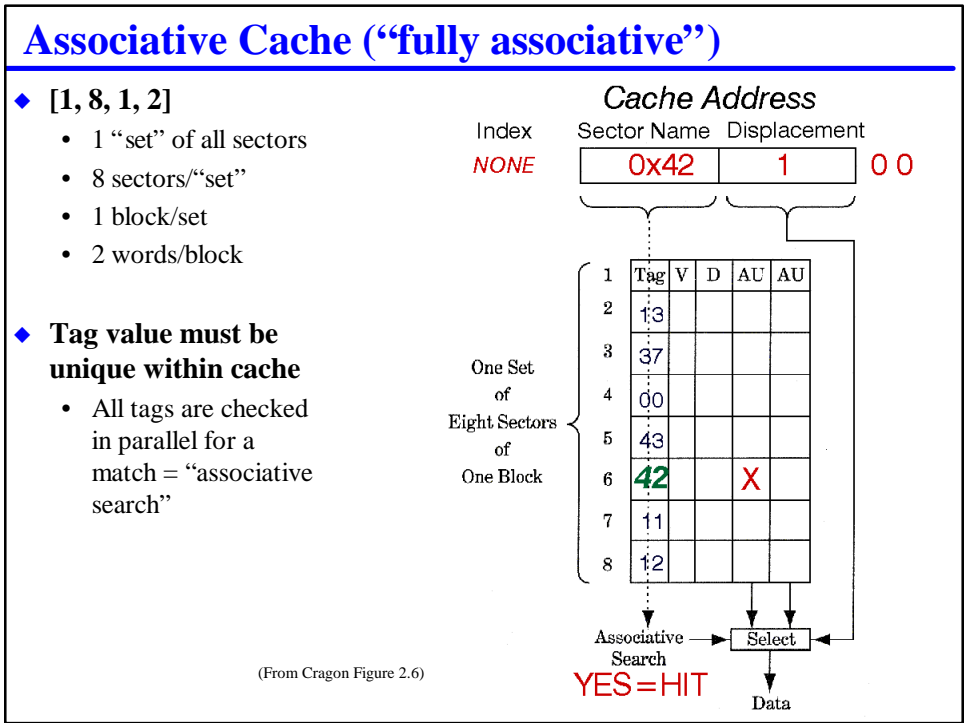 Associative Cache (“fully associative”)
[1, 8, 1, 2]
• 1 “set” of all sectors
• 8 sectors/“set”
• 1 block/set
• 2 words/block
Tag value must be
unique within cache
• All tags are checked
in parallel for a
match = “associative
search”
(From Cragon Figure 2.6)
Cache Address
Index Sector Name Displacement
NONE 0x42 1 0 0
One Set
of
Eight Sectors
of
One Block
1 Tag V D AU AU
2 13
3 37
4 00
5 43
6 42 X
7 11
8 12
Associative Select
Search
YES=HIT
Data